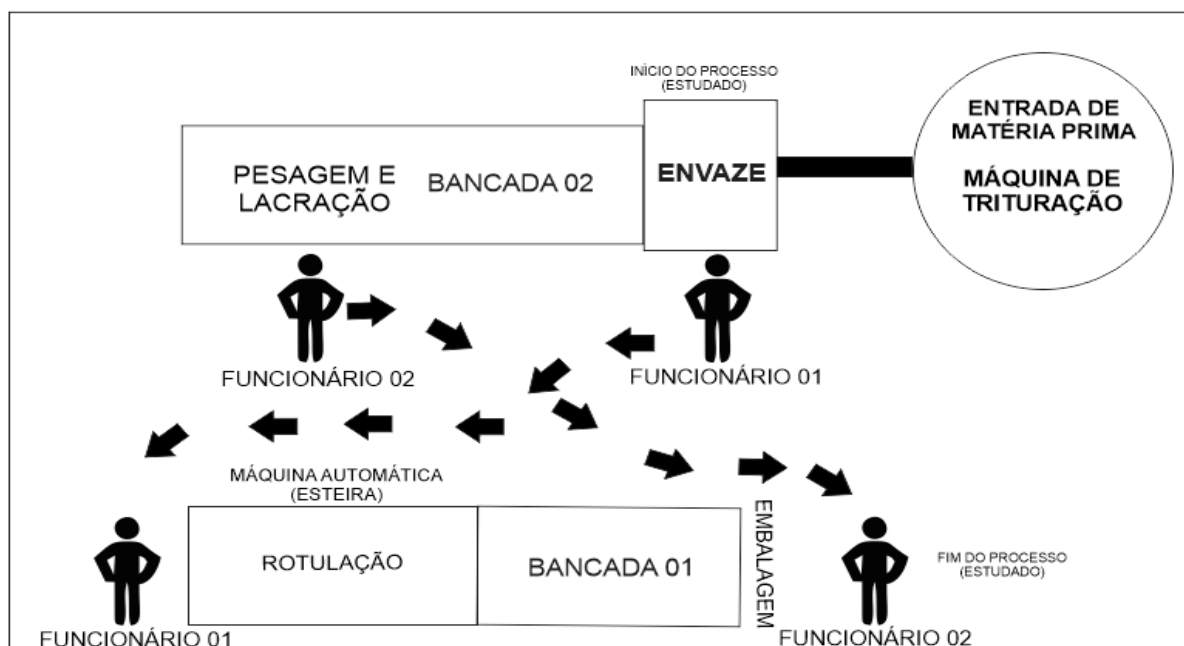 INÍCIO DO PROCESSO
(ESTUDADO)
ENTRADA DE
MATÉRIA PRIMA
MÁQUINA DE
TRITURAÇÃO
ENVAZE
PESAGEM E
LACRAÇÃO
BANCADA 02
FUNCIONÁRIO 02
FUNCIONÁRIO 01
MÁQUINA AUTOMÁTICA
(ESTEIRA)
ROTULAÇÃO
BANCADA 01
EMBALAGEM
FIM DO PROCESSO
(ESTUDADO)
FUNCIONÁRIO 01
FUNCIONÁRIO 02